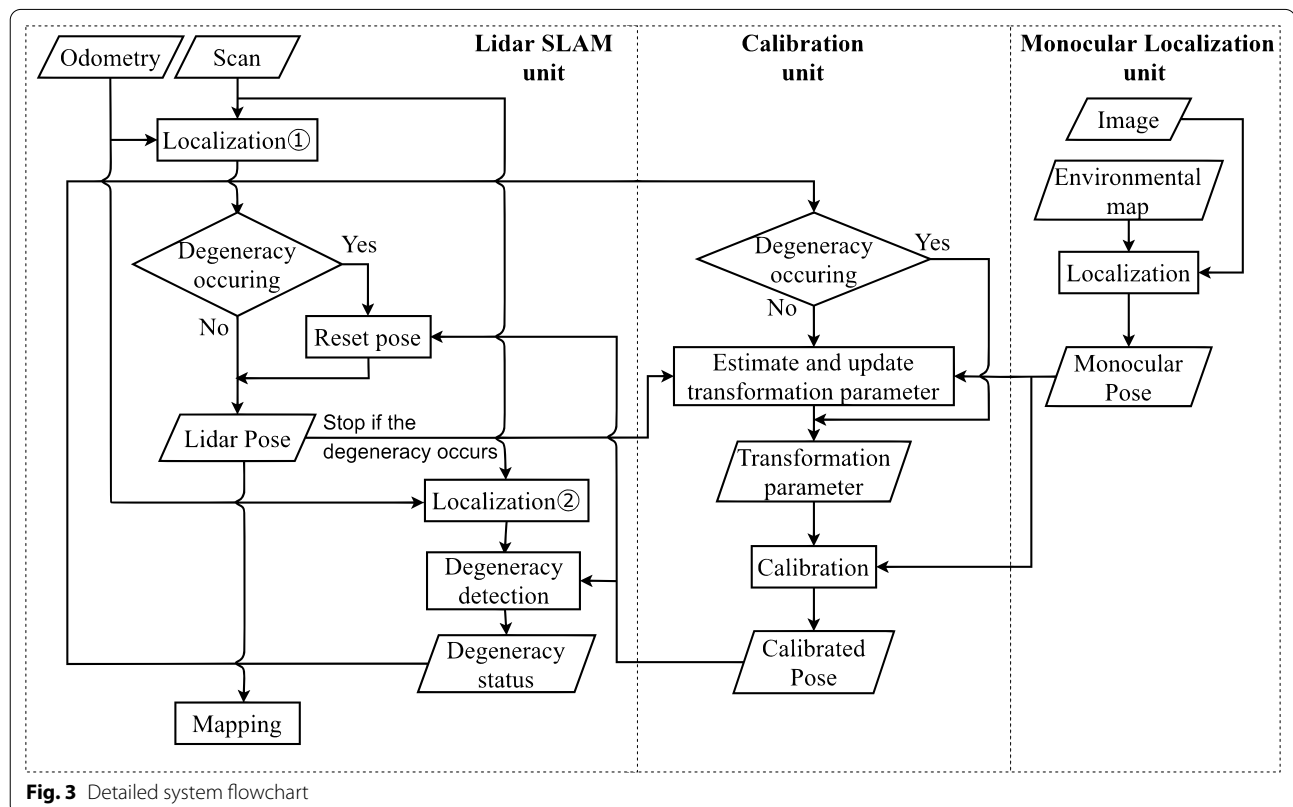 Odometry
Scan
Lidar SLAM
unit
Localization①
Degeneracy
occuring
Yes
No
Reset pose
Lidar Pose
Stop if the
degeneracy occurs
Localization②
Degeneracy
detection
Degeneracy
status
Mapping
Calibration
unit
Degeneracy
occuring
Yes
No
Estimate and update
transformation parameter
Transformation
parameter
Calibration
Calibrated
Pose
Monocular Localization
unit
Image
Environmental
map
Localization
Monocular
Pose
Fig. 3 Detailed system flowchart